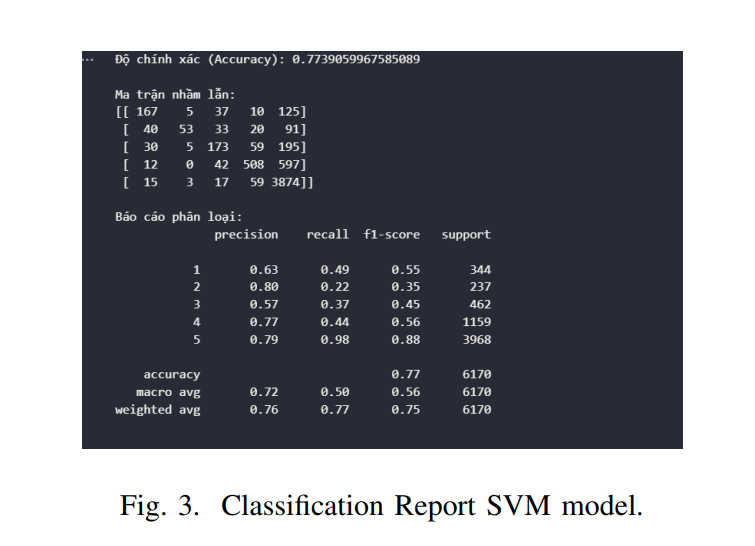 ... Độ chính xác (Accuracy): 0.7739059967585089
Ma trận nhầm lẫn:
[[ 167 5 37 10 125]
[ 40 53 33 20 91]
[ 30 5 173 59 195]
[ 12 0 42 508 597]
[ 15 3 17 59 3874]]
Báo cáo phân loại:
precision recall f1-score support
1 0.63 0.49 0.55 344
2 0.80 0.22 0.35 237
3 0.57 0.37 0.45 462
4 0.77 0.44 0.56 1159
5 0.79 0.98 0.88 3968
accuracy 0.77 6170
macro avg 0.72 0.50 0.56 6170
weighted avg 0.76 0.77 0.75 6170
Fig. 3. Classification Report SVM model.